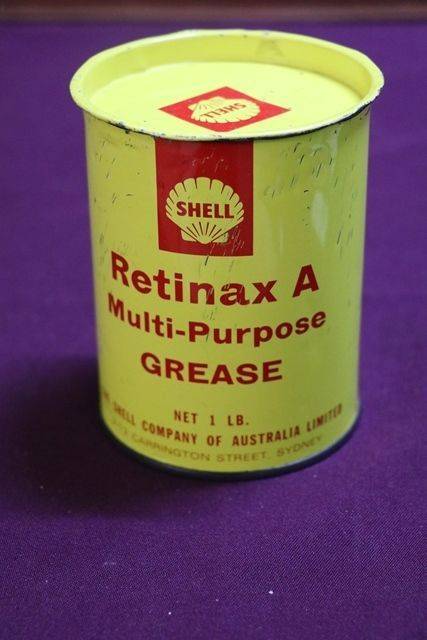 SHELL
SHELL
Retinax A
Multi-Purpose
GREASE
NET 1 LB.
SHELL COMPANY OF AUSTRALIA LIMITED
CARRINGTON STREET, SYDNEY